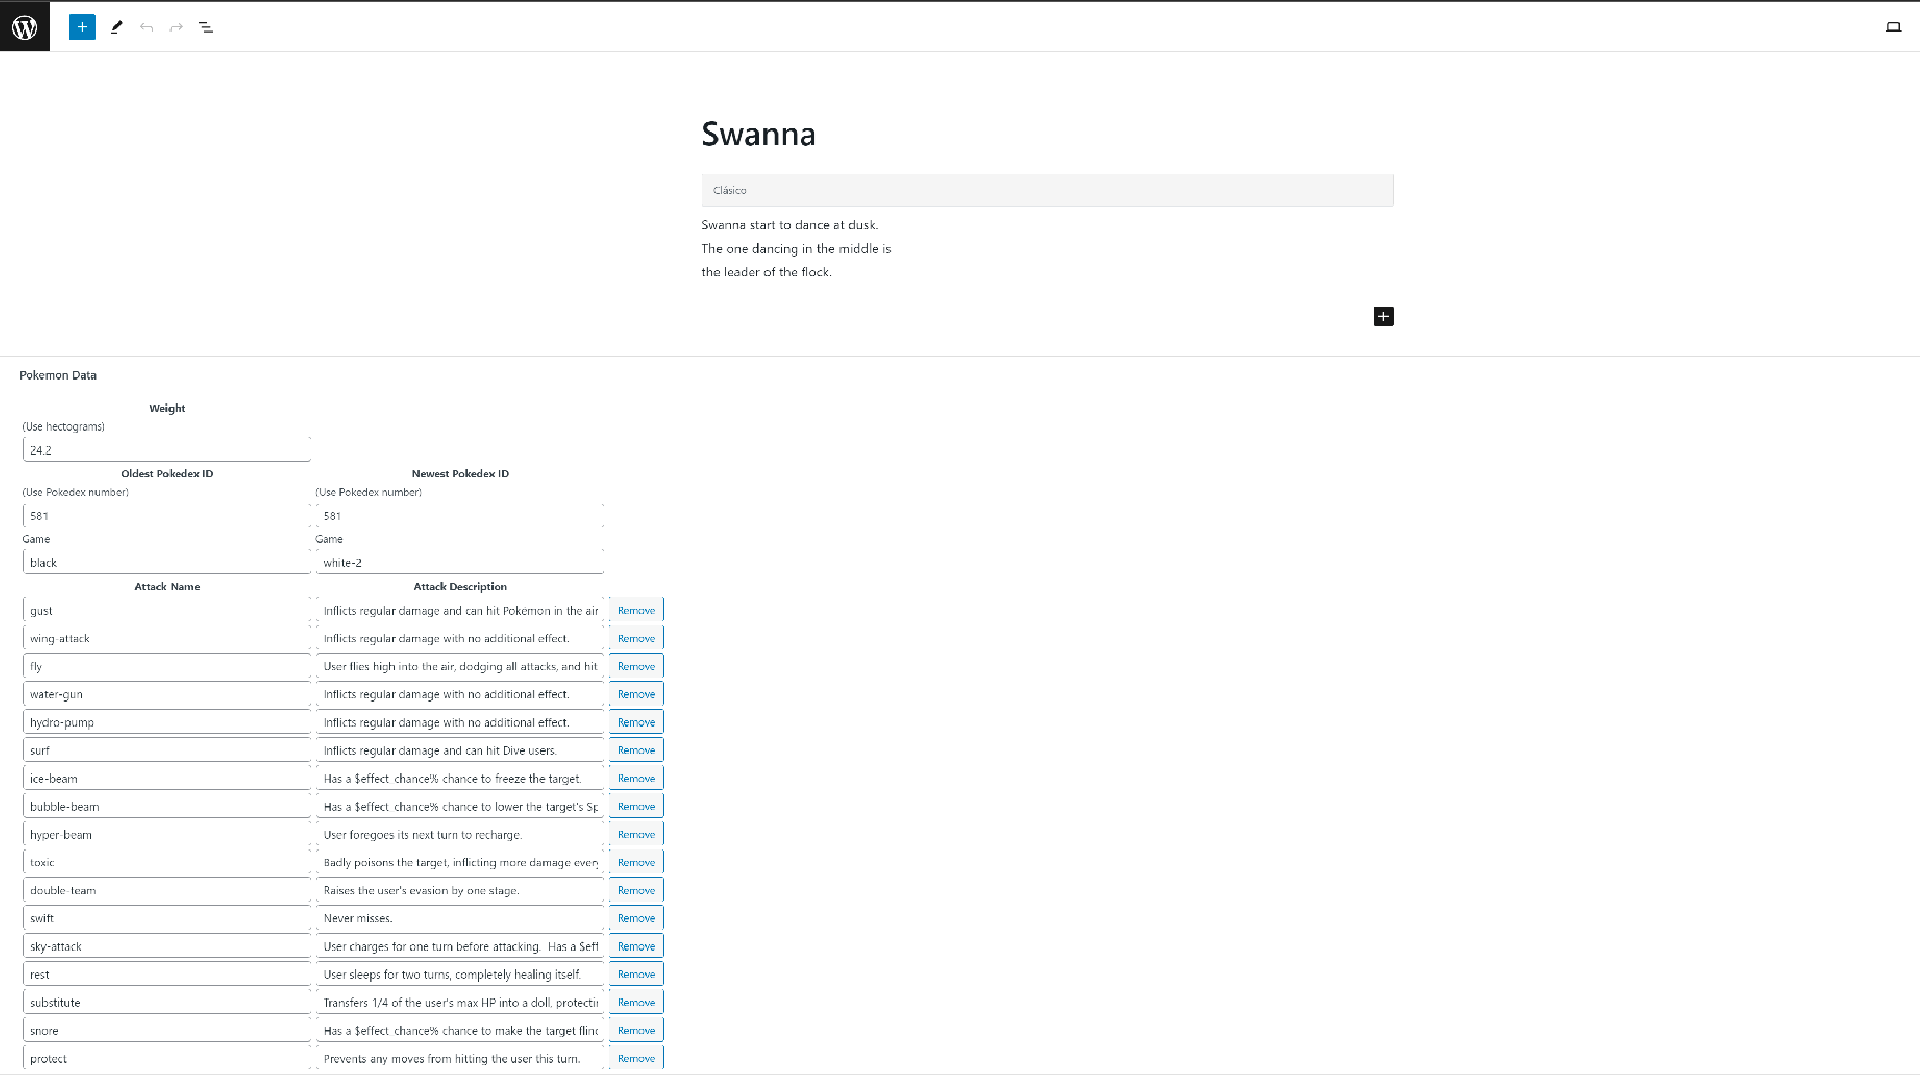 Swanna
Clásico
Swanna start to dance at dusk.
The one dancing in the middle is
the leader of the flock.
Pokemon Data
Weight
(Use hectograms)
24.2
Oldest Pokedex ID Newest Pokedex ID
(Use Pokedex number) (Use Pokedex number)
581 581
Game Game
black white-2
Attack Name Attack Description
gust Inflicts regular damage and can hit Pokémon in the air Remove
wing-attack Inflicts regular damage with no additional effect. Remove
fly User flies high into the air, dodging all attacks, and hit Remove
water-gun Inflicts regular damage with no additional effect. Remove
hydro-pump Inflicts regular damage with no additional effect. Remove
surf Inflicts regular damage and can hit Dive users. Remove
ice-beam Has a $effect_chance% chance to freeze the target. Remove
bubble-beam Has a $effect_chance% chance to lower the target's Sp Remove
hyper-beam User foregoes its next turn to recharge. Remove
toxic Badly poisons the target, inflicting more damage every Remove
double-team Raises the user's evasion by one stage. Remove
swift Never misses. Remove
sky-attack User charges for one turn before attacking.  Has a $eff Remove
rest User sleeps for two turns, completely healing itself. Remove
substitute Transfers 1/4 of the user's max HP into a doll, protectin Remove
snore Has a $effect_chance% chance to make the target flinc Remove
protect Prevents any moves from hitting the user this turn. Remove